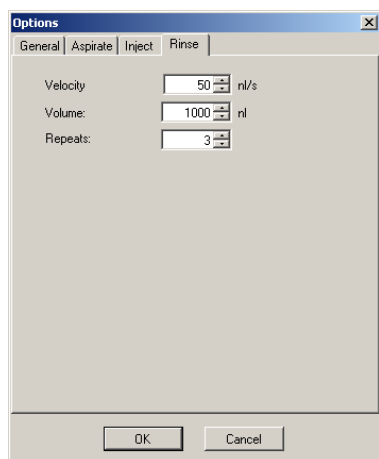 Options
General Aspirate Inject Rinse
Velocity 50 nl/s
Volume: 1000 nl
Repeats: 3
OK Cancel